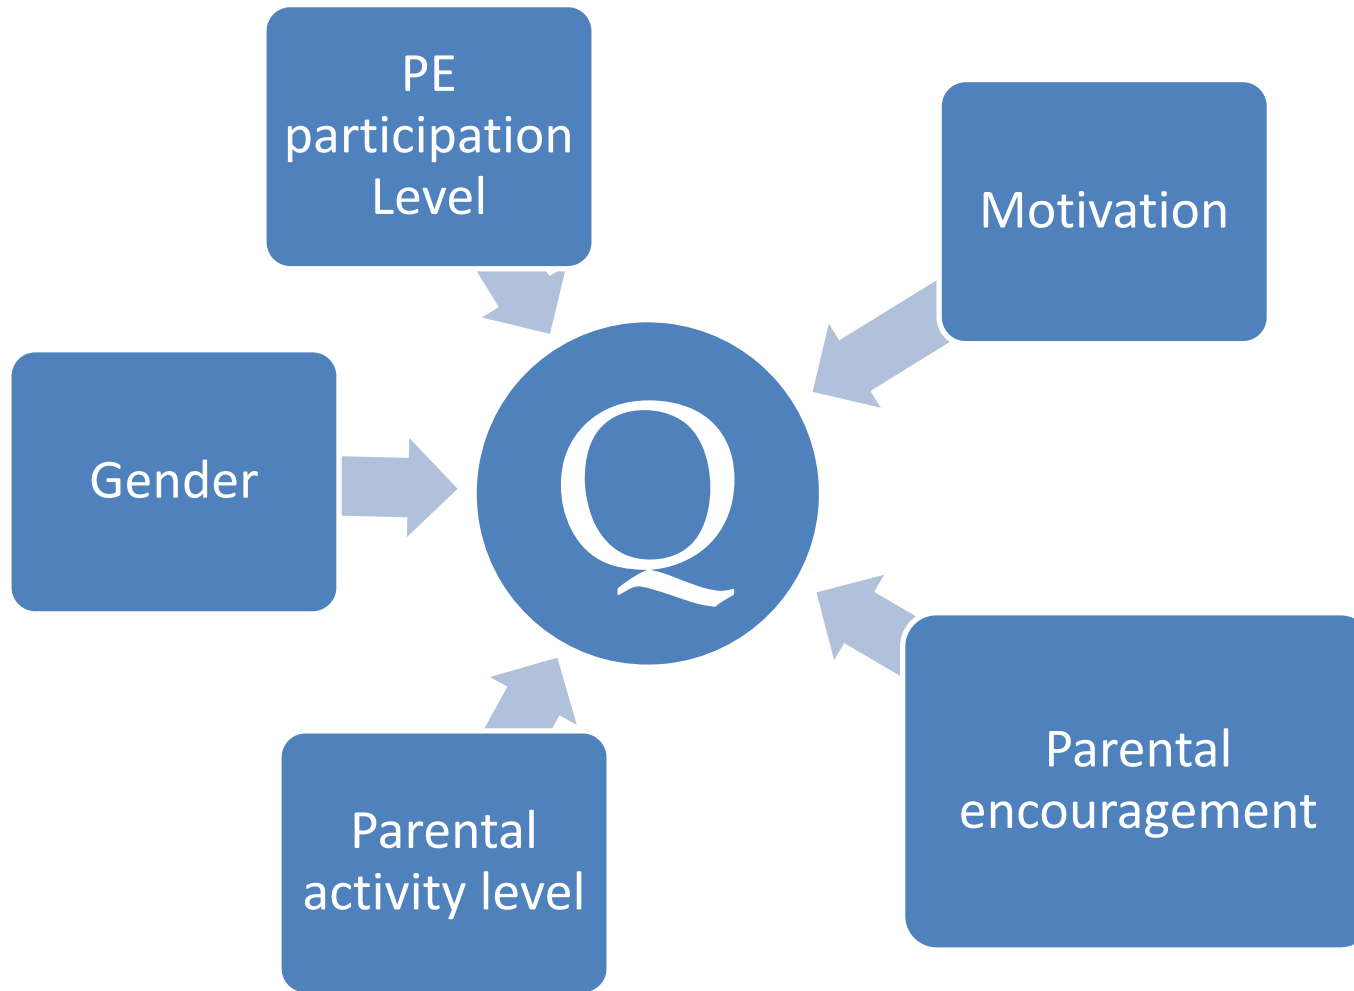 PE
participation
Level
Motivation
Gender
Q
Parental
encouragement
Parental
activity level